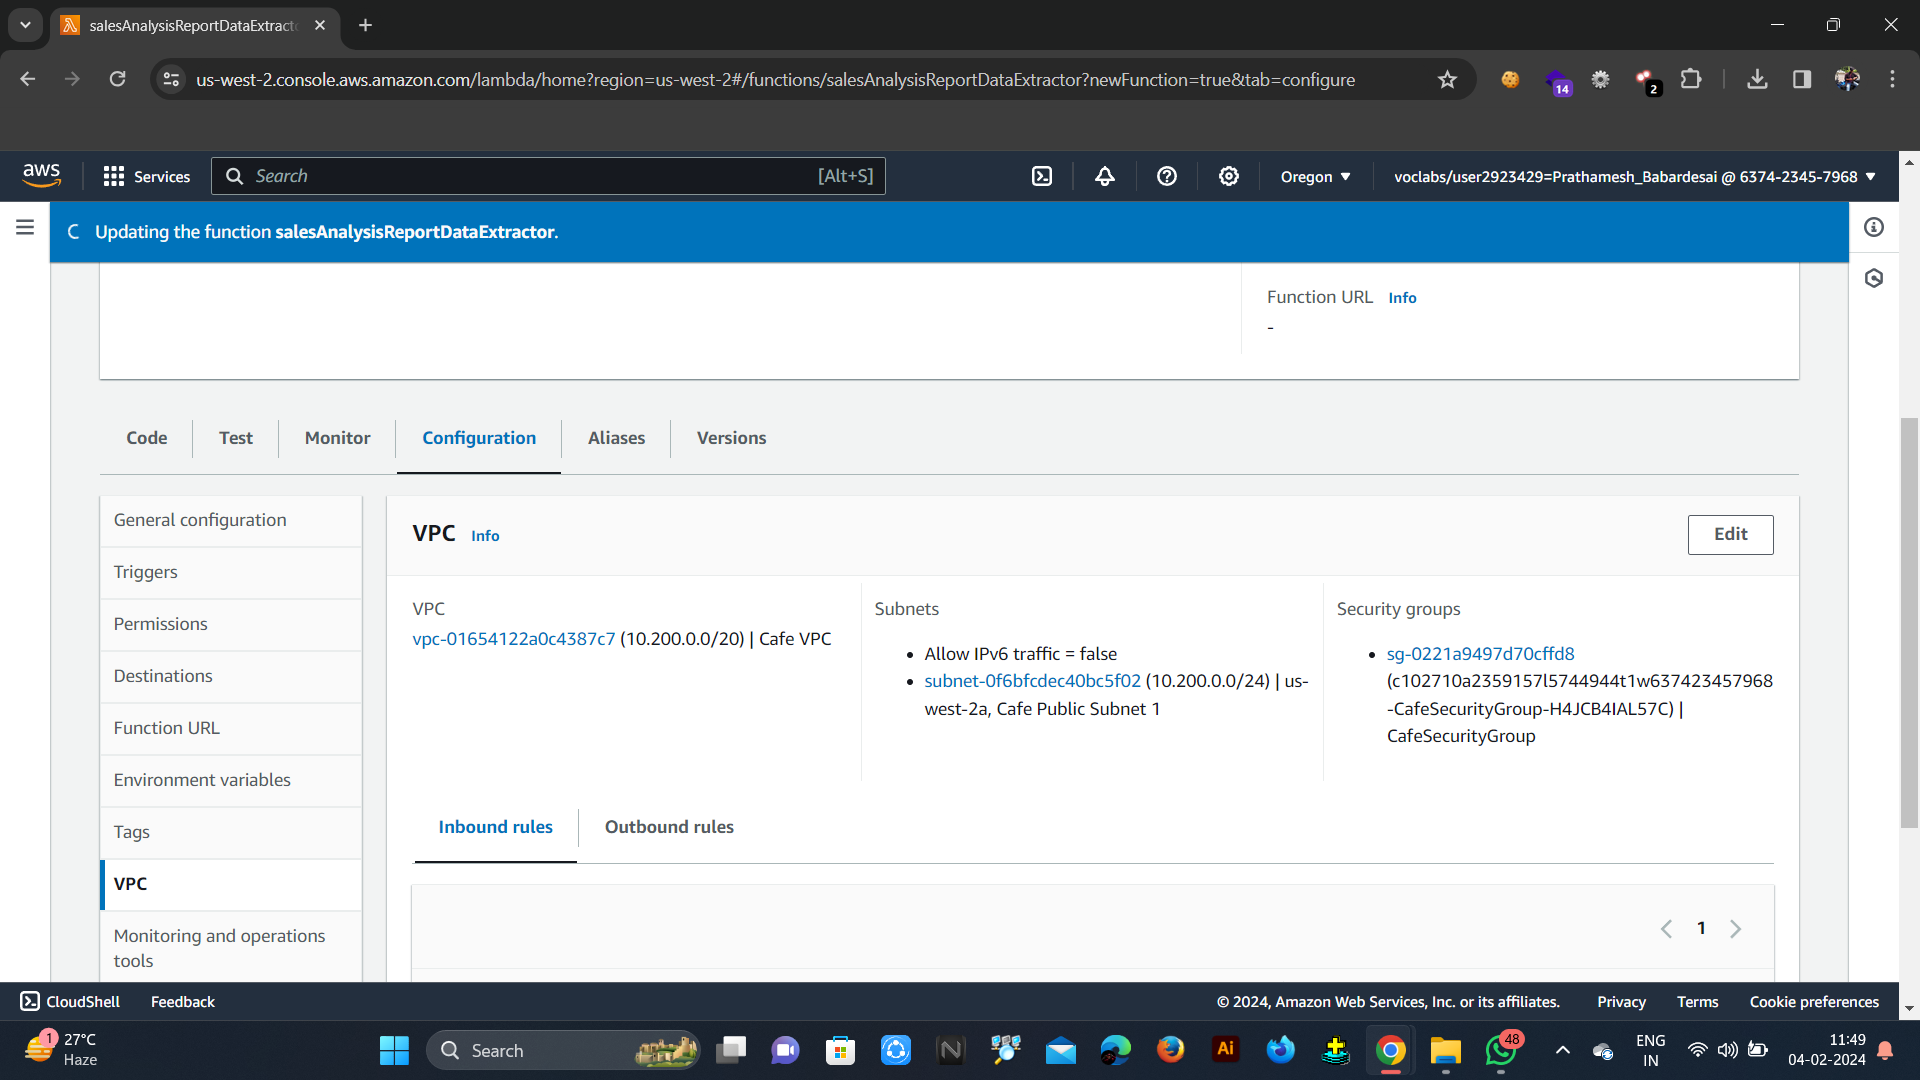 salesAnalysisReportDataExtract
us-west-2.console.aws.amazon.com/lambda/home?region=us-west-2#/functions/salesAnalysisReportDataExtractor?newFunction=true&tab=configure
14
2
aws
Services
Search
[Alt+S]
Oregon
voclabs/user2923429=Prathamesh_Babardesai @ 6374-2345-7968
Updating the function salesAnalysisReportDataExtractor.
Function URL Info
-
Code
Test
Monitor
Configuration
Aliases
Versions
General configuration
Triggers
Permissions
Destinations
Function URL
Environment variables
Tags
VPC
Monitoring and operations
tools
VPC Info
Edit
VPC
vpc-01654122a0c4387c7 (10.200.0.0/20) | Cafe VPC
Subnets
Allow IPv6 traffic = false
subnet-0f6bfcdec40bc5f02 (10.200.0.0/24) | us-
west-2a, Cafe Public Subnet 1
Security groups
sg-0221a9497d70cffd8
(c102710a2359157l5744944t1w637423457968
-CafeSecurityGroup-H4JCB4IAL57C) |
CafeSecurityGroup
Inbound rules
Outbound rules
1
CloudShell
Feedback
© 2024, Amazon Web Services, Inc. or its affiliates.
Privacy
Terms
Cookie preferences
1
27°C
Haze
Search
Ai
48
ENG
IN
11:49
04-02-2024